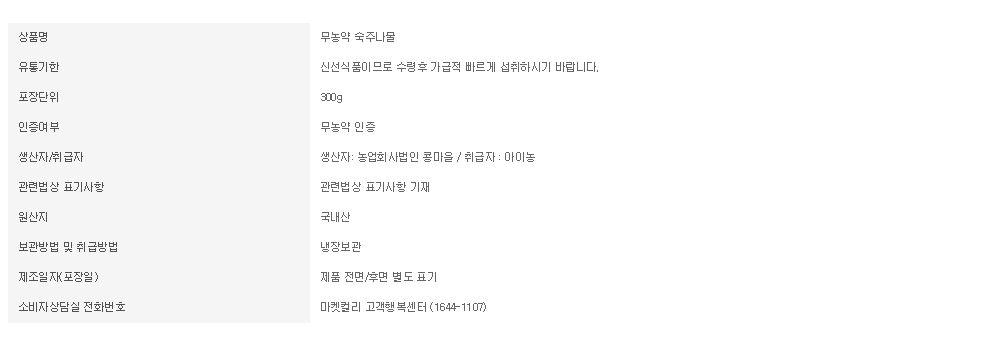 상품명 무농약 숙주나물
유통기한 신선식품이므로 수령후 가급적 빠르게 섭취하시기 바랍니다.
포장단위 300g
인증여부 무농약 인증
생산자/취급자 생산자: 농업회사법인 콩마을 / 취급자 : 아이농
관련법상 표기사항 관련법상 표기사항 기재
원산지 국내산
보관방법 및 취급방법 냉장보관
제조일자(포장일) 제품 전면/후면 별도 표기
소비자상담실 전화번호 마켓컬리 고객행복센터 (1644-1107)